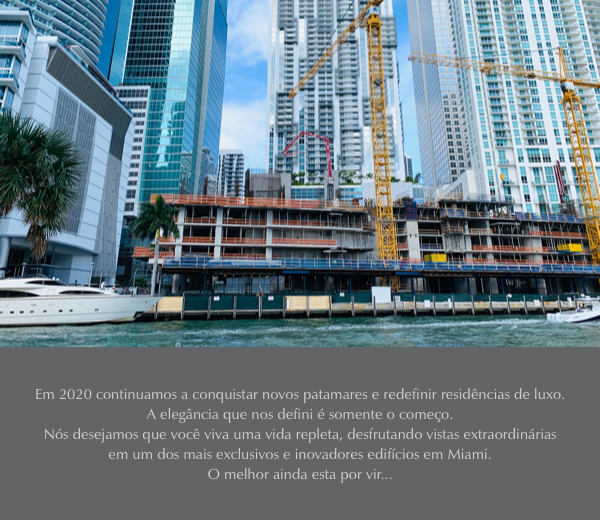 Em 2020 continuamos a conquistar novos patamares e redefinir residências de luxo.
A elegância que nos defini é somente o começo.
Nós desejamos que você viva uma vida repleta, desfrutando vistas extraordinárias
em um dos mais exclusivos e inovadores edifícios em Miami.
O melhor ainda esta por vir...